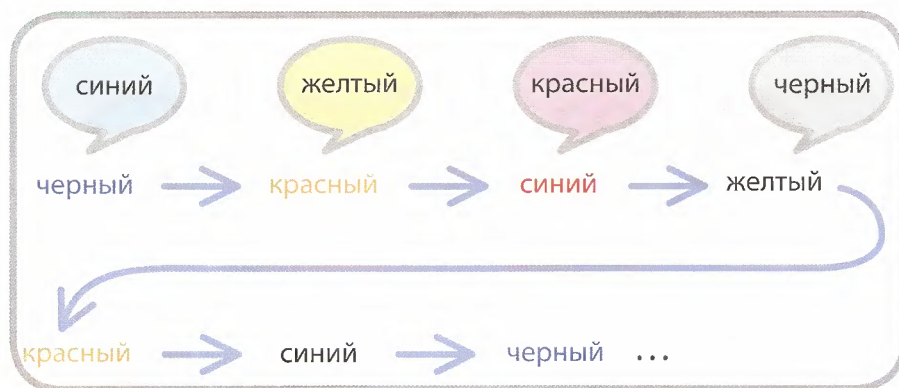 синий желтый красный черный
черный красный синий желтый
красный синий черный ...